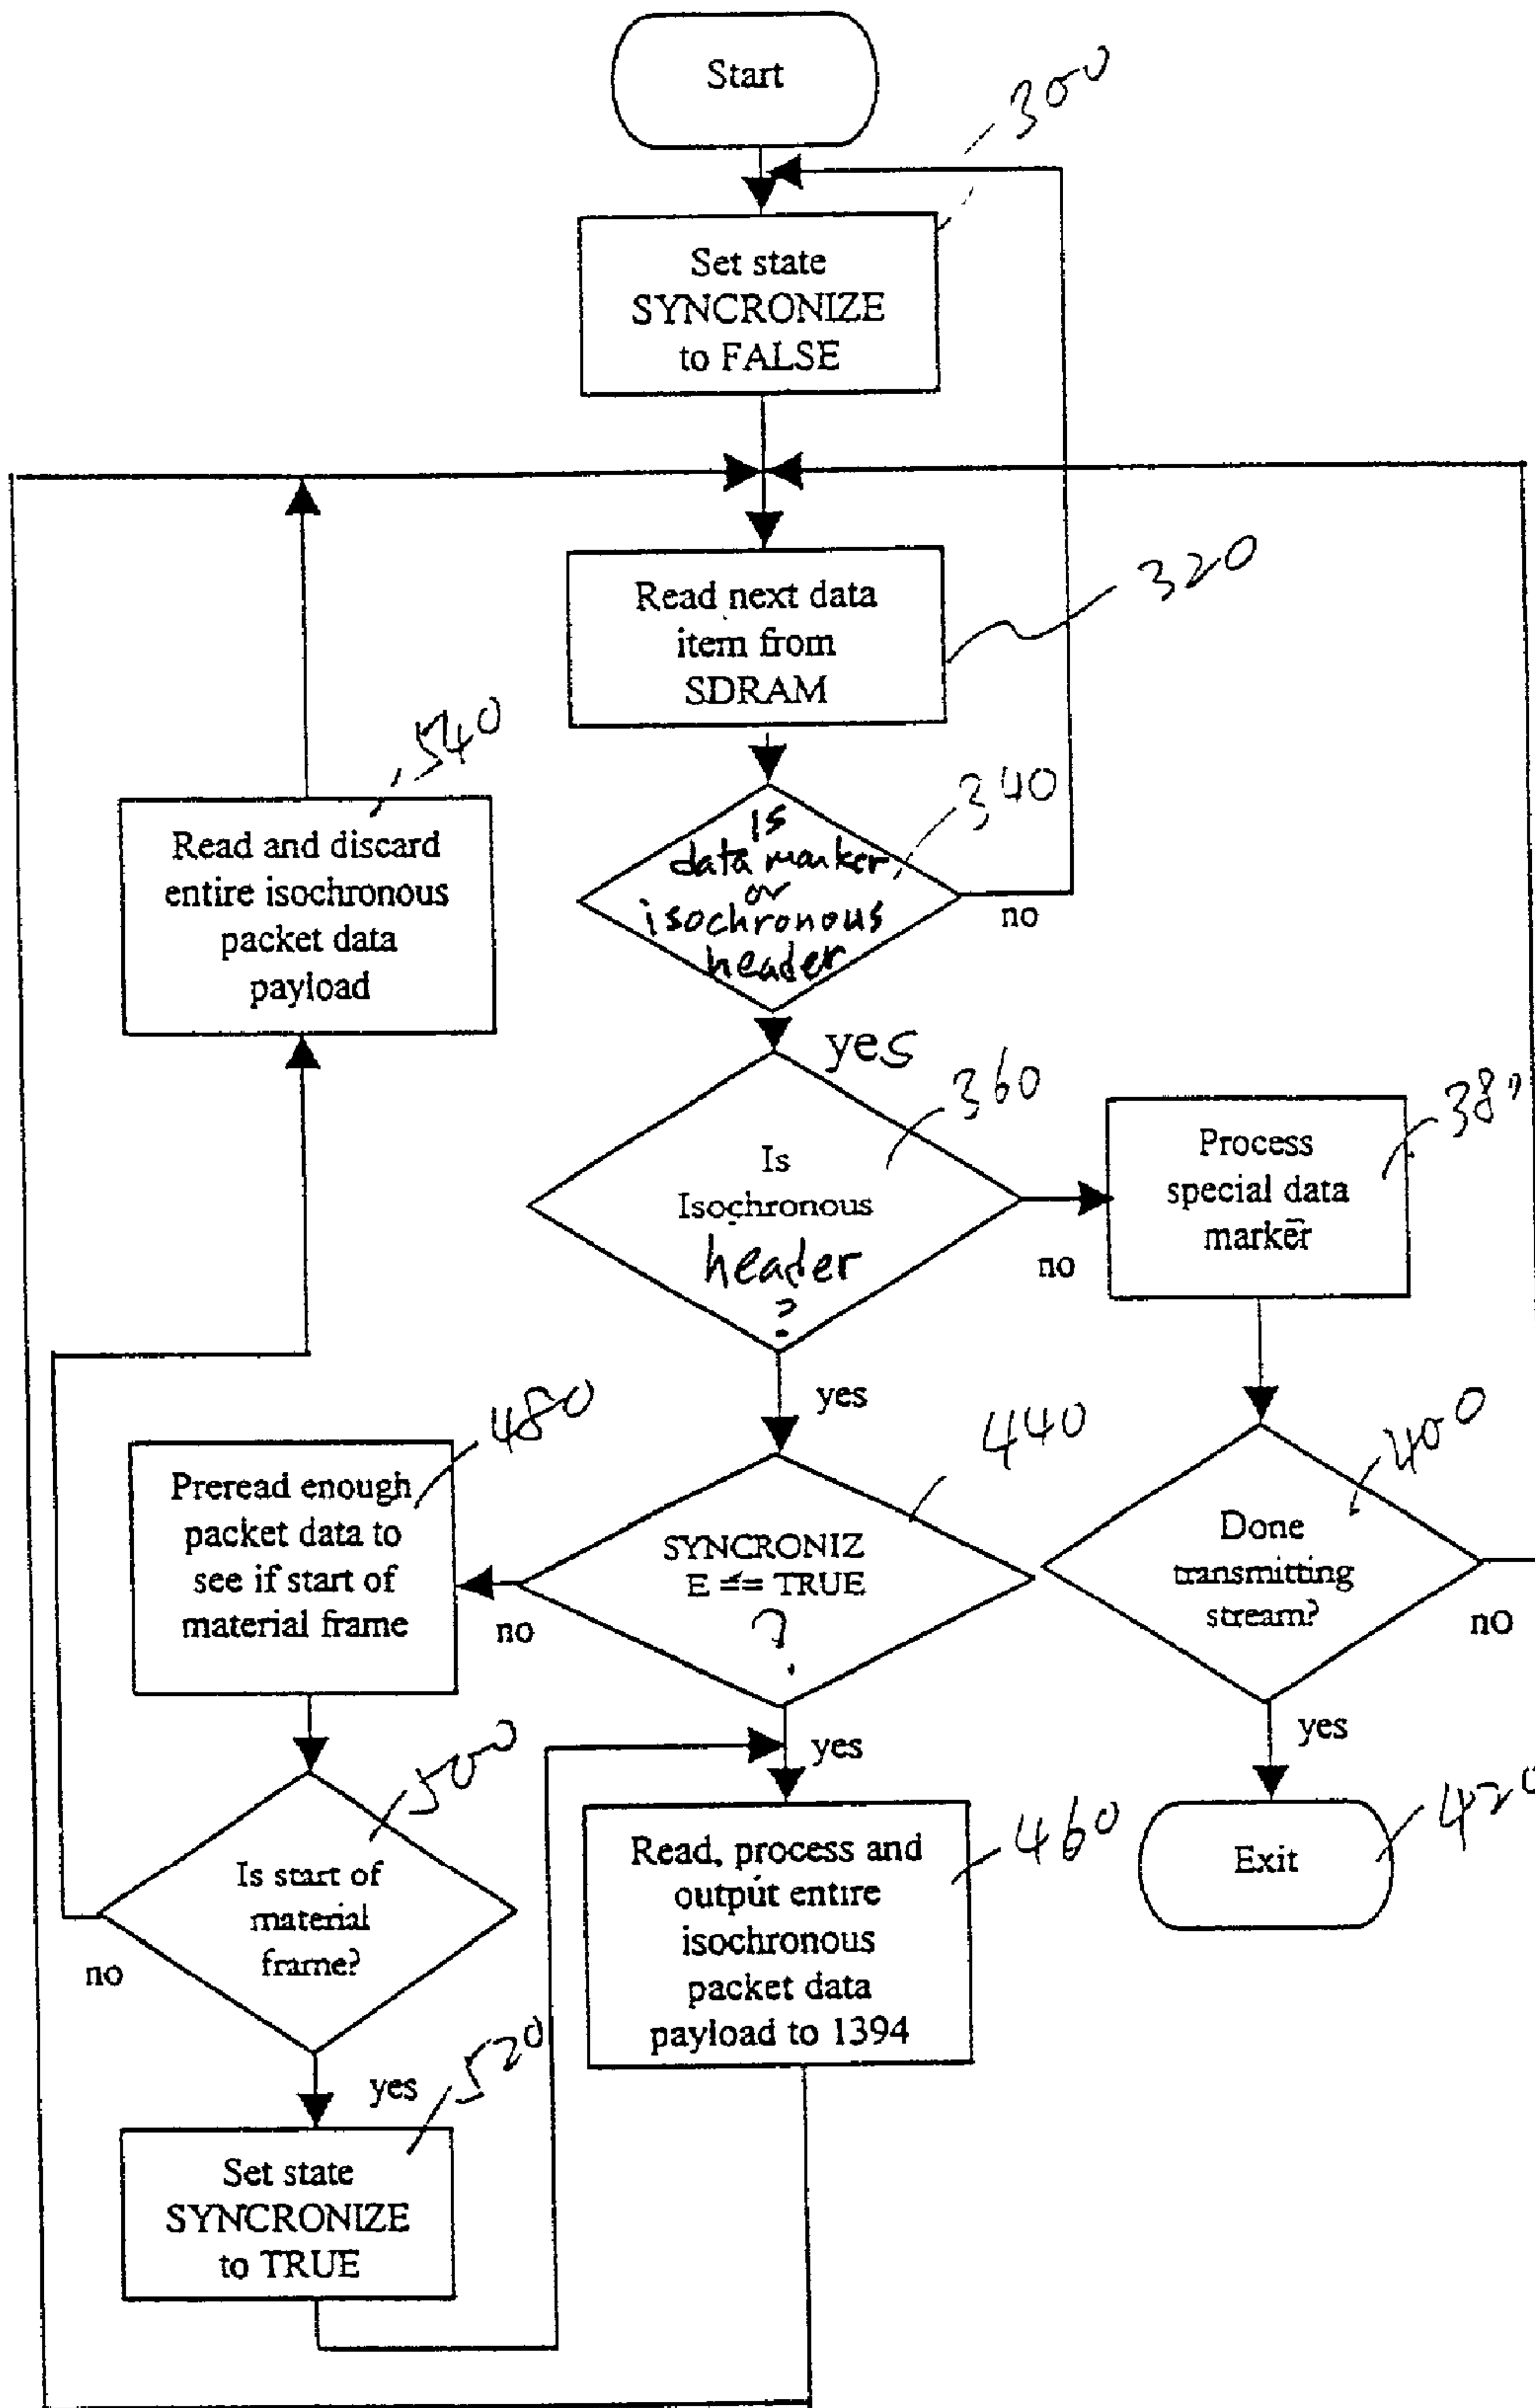 Start
300
Set state
SYNCRONIZE
to FALSE
Read next data
item from
SDRAM
320
540
Read and discard
entire isochronous
packet data
payload
is
data marker
or
isochronous
header
340
no
yes
360
Is
Isochronous
header
?
no
Process
special data
marker
yes
480
Preread enough
packet data to
see if start of
material frame
440
SYNCRONIZ
E == TRUE
?
no
400
Done
transmitting
stream?
no
yes
yes
500
Is start of
material
frame?
no
460
Read, process and
output entire
isochronous
packet data
payload to 1394
Exit
420
yes
520
Set state
SYNCRONIZE
to TRUE